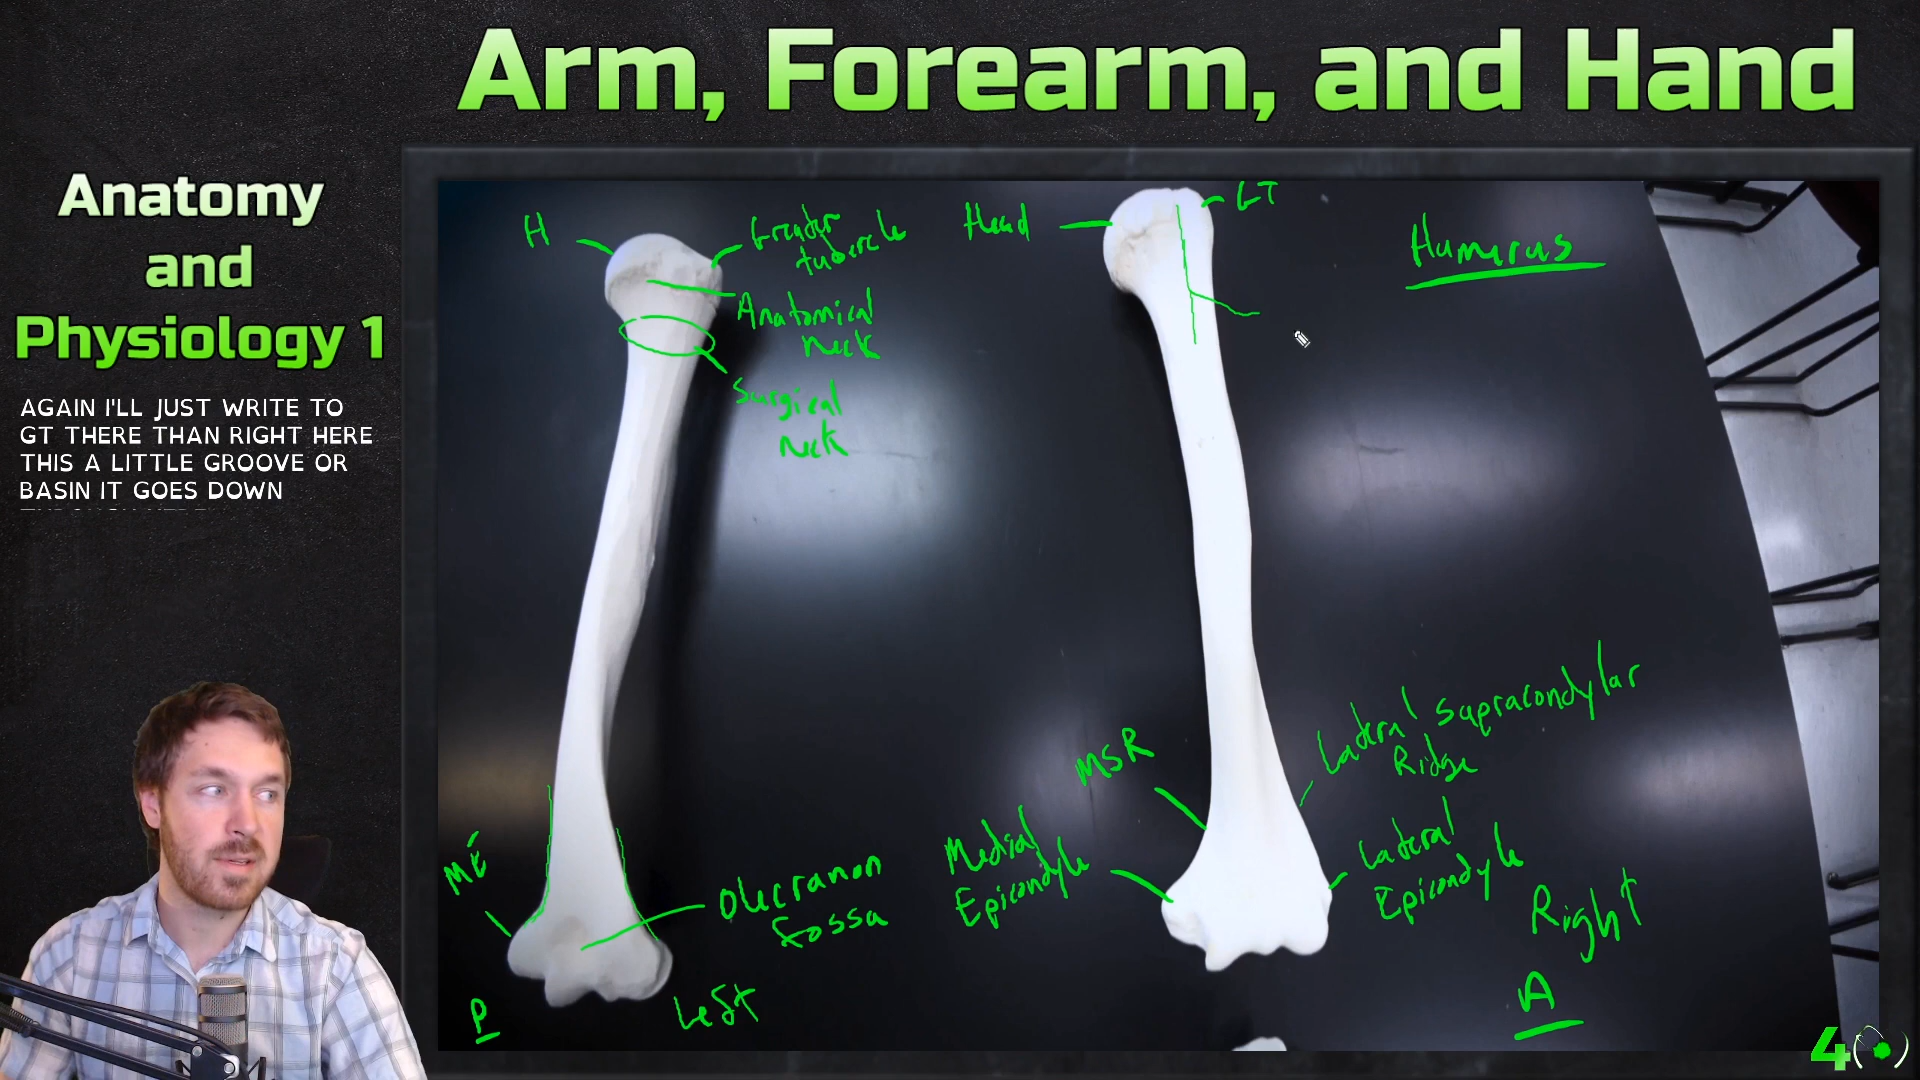 Arm, Forearm, and Hand
Anatomy
and
Physiology 1
AGAIN I'LL JUST WRITE TO
GT THERE THAN RIGHT HERE
THIS A LITTLE GROOVE OR
BASIN IT GOES DOWN
H
Greater
tubercle
Anatomical
neck
Surgical
neck
Head
GT
Humerus
MSR
Lateral Supracondylar
Ridge
Medial
Epicondyle
Lateral
Epicondyle
Right
A
ME
Olecranon
fossa
Left
P
4